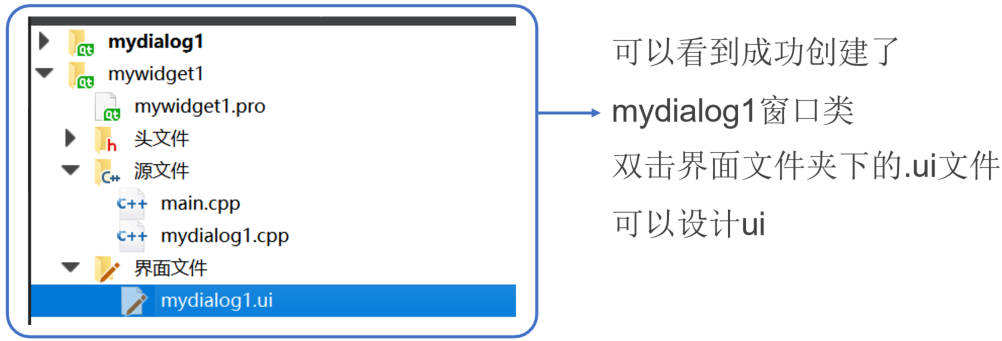 mydialog1
mywidget1
mywidget1.pro
头文件
源文件
main.cpp
mydialog1.cpp
界面文件
mydialog1.ui
可以看到成功创建了
mydialog1窗口类
双击界面文件夹下的.ui文件
可以设计ui